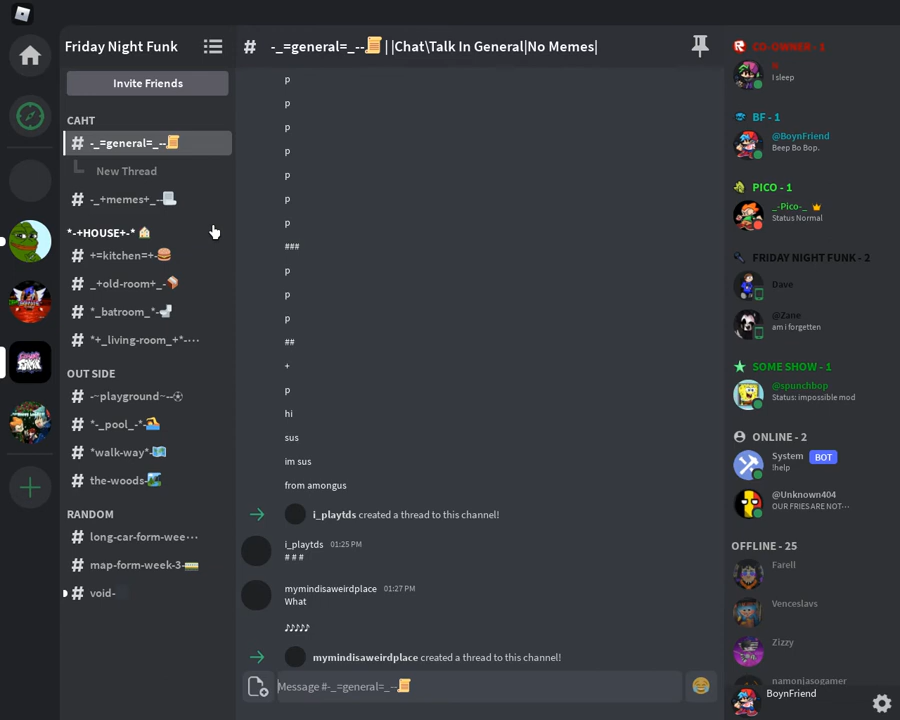 Friday Night Funk
Invite Friends
CAHT
# -_=general=_--📜
New Thread
# -_+memes+_--📃
*-+HOUSE+-* 🏠
# +=kitchen=+-🍔
# _+old-room+_-
# *_batroom_*-🚽
# *+_living-room_+*-···
OUT SIDE
# -~playground~--⚽
# *-_pool_-*-🏊
# *walk-way*-🗺
# the-woods-🏞
RANDOM
# long-car-form-wee···
# map-form-week-3-
# void-
# -_=general=_--📜 | |Chat\Talk In General|No Memes|
p
p
p
p
p
p
p
###
p
p
p
##
+
p
hi
sus
im sus
from amongus
i_playtds created a thread to this channel!
i_playtds 01:25 PM
# # #
mymindisaweirdplace 01:27 PM
What
♪♪♪♪♪
mymindisaweirdplace created a thread to this channel!
Message #-_=general=_--📜
CO-OWNER - 1
I sleep
BF - 1
@BoynFriend
Beep Bo Bop.
PICO - 1
_-Pico-_ 👑
Status Normal
FRIDAY NIGHT FUNK - 2
Dave
@Zane
am i forgetten
SOME SHOW - 1
@spunchbop
Status: impossible mod
ONLINE - 2
System BOT
!help
@Unknown404
OUR FRIES ARE NOT···
OFFLINE - 25
Farell
Venceslavs
Zizzy
namonjasogamer
BoynFriend